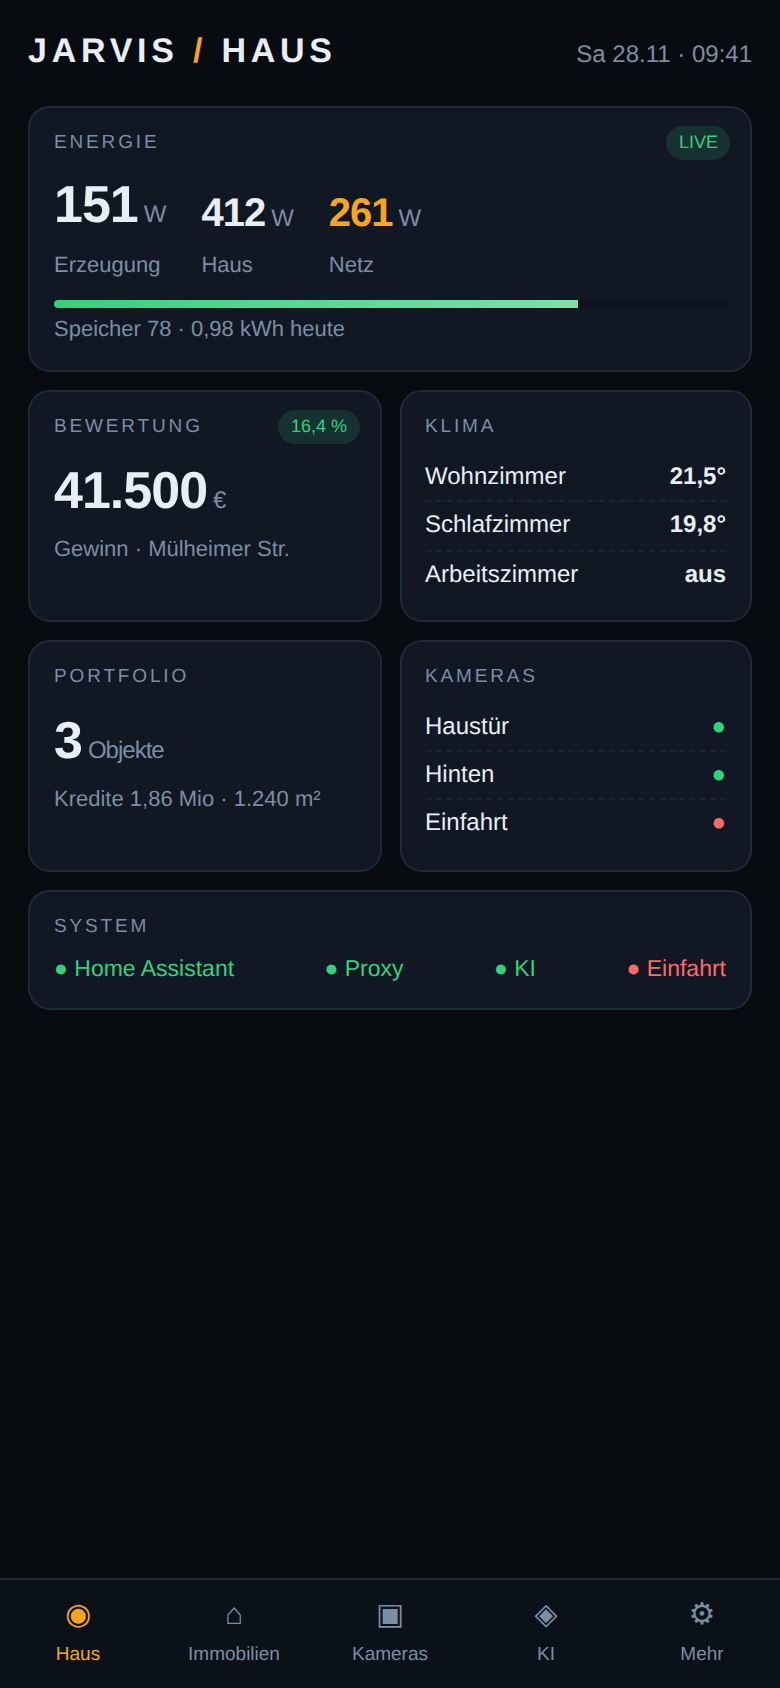 JARVIS / HAUS
Sa 28.11 · 09:41
ENERGIE
LIVE
151 W
412 W
261 W
Erzeugung
Haus
Netz
Speicher 78 · 0,98 kWh heute
BEWERTUNG
16,4 %
41.500 €
Gewinn · Mülheimer Str.
KLIMA
Wohnzimmer 21,5°
Schlafzimmer 19,8°
Arbeitszimmer aus
PORTFOLIO
3 Objekte
Kredite 1,86 Mio · 1.240 m²
KAMERAS
Haustür ●
Hinten ●
Einfahrt ●
SYSTEM
● Home Assistant ● Proxy ● KI ● Einfahrt
Haus
Immobilien
Kameras
KI
Mehr